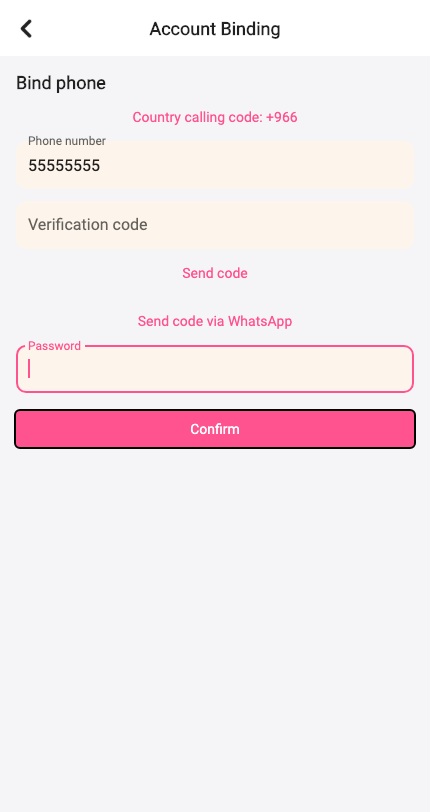 Account Binding
Bind phone
Country calling code: +966
Phone number
55555555
Verification code
Send code
Send code via WhatsApp
Password
Confirm